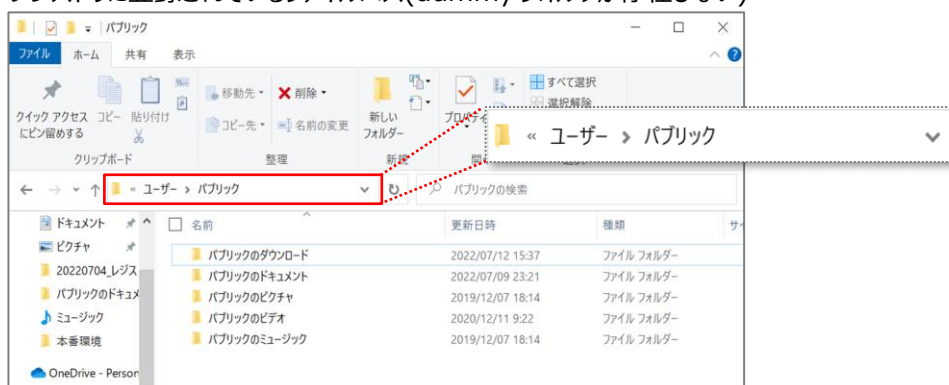 パブリック
ファイル ホーム 共有 表示
クイック アクセスにピン留めする
コピー
貼り付け
移動先
削除
コピー先
名前の変更
新しいフォルダー
すべて選択
選択解除
クリップボード 整理 新規
« ユーザー › パブリック
« ユーザー › パブリック
パブリックの検索
名前 更新日時 種類
ドキュメント
ピクチャ
20220704_レジス
パブリックのドキュメ
ミュージック
本番環境
OneDrive - Person
パブリックのダウンロード 2022/07/12 15:37 ファイル フォルダー
パブリックのドキュメント 2022/07/09 23:21 ファイル フォルダー
パブリックのピクチャ 2019/12/07 18:14 ファイル フォルダー
パブリックのビデオ 2020/12/11 9:22 ファイル フォルダー
パブリックのミュージック 2019/12/07 18:14 ファイル フォルダー